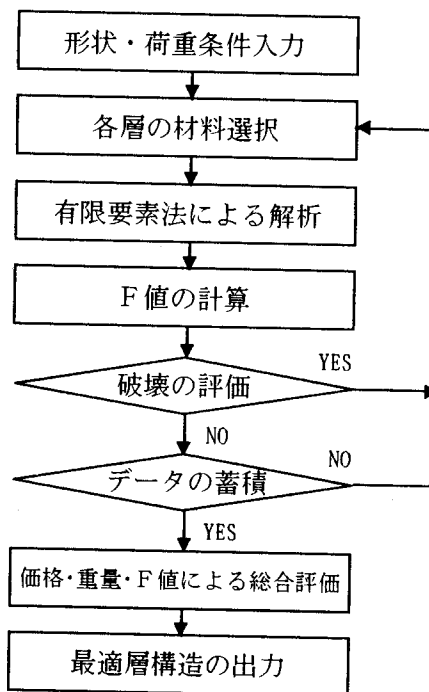 形状・荷重条件入力
各層の材料選択
有限要素法による解析
F値の計算
YES
破壊の評価
NO
NO
データの蓄積
YES
価格・重量・F値による総合評価
最適層構造の出力